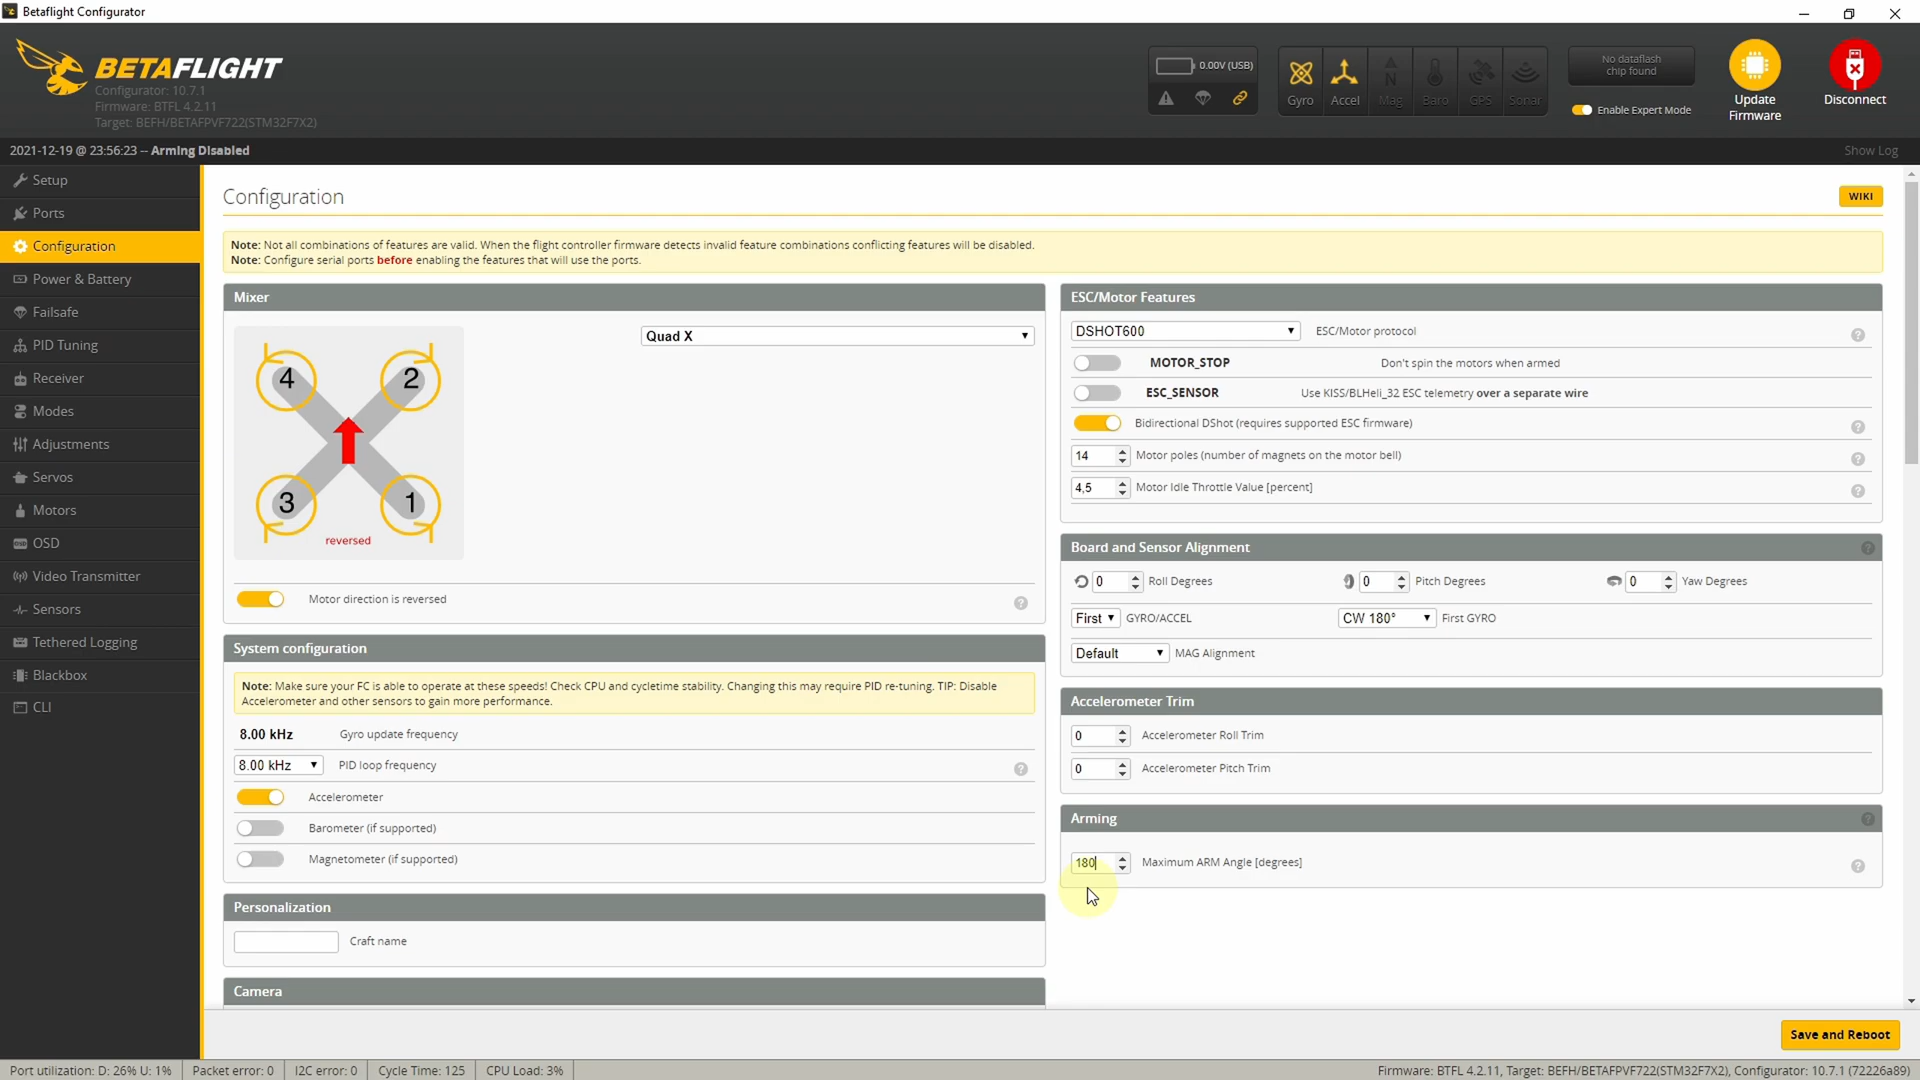 Betaflight Configurator
BETAFLIGHT
Configurator: 10.7.1
Firmware: BTFL 4.2.11
Target: BEFH/BETAFPVF722(STM32F7X2)
0.00V (USB)
Gyro
Accel
Mag
Baro
GPS
Sonar
No dataflash
chip found
Enable Expert Mode
Update
Firmware
Disconnect
2021-12-19 @ 23:56:23 -- Arming Disabled
Show Log
Setup
Ports
Configuration
Power & Battery
Failsafe
PID Tuning
Receiver
Modes
Adjustments
Servos
Motors
OSD
Video Transmitter
Sensors
Tethered Logging
Blackbox
CLI
Configuration
WIKI
Note: Not all combinations of features are valid. When the flight controller firmware detects invalid feature combinations conflicting features will be disabled.
Note: Configure serial ports before enabling the features that will use the ports.
Mixer
Quad X
4
2
3
1
reversed
Motor direction is reversed
System configuration
Note: Make sure your FC is able to operate at these speeds! Check CPU and cycletime stability. Changing this may require PID re-tuning. TIP: Disable
Accelerometer and other sensors to gain more performance.
8.00 kHz Gyro update frequency
8.00 kHz PID loop frequency
Accelerometer
Barometer (if supported)
Magnetometer (if supported)
Personalization
Craft name
Camera
ESC/Motor Features
DSHOT600 ESC/Motor protocol
MOTOR_STOP Don't spin the motors when armed
ESC_SENSOR Use KISS/BLHeli_32 ESC telemetry over a separate wire
Bidirectional DShot (requires supported ESC firmware)
14 Motor poles (number of magnets on the motor bell)
4,5 Motor Idle Throttle Value [percent]
Board and Sensor Alignment
0 Roll Degrees 0 Pitch Degrees 0 Yaw Degrees
First GYRO/ACCEL CW 180° First GYRO
Default MAG Alignment
Accelerometer Trim
0 Accelerometer Roll Trim
0 Accelerometer Pitch Trim
Arming
180 Maximum ARM Angle [degrees]
Save and Reboot
Port utilization: D: 26% U: 1% Packet error: 0 I2C error: 0 Cycle Time: 125 CPU Load: 3% Firmware: BTFL 4.2.11, Target: BEFH/BETAFPVF722(STM32F7X2), Configurator: 10.7.1 (72226a89)